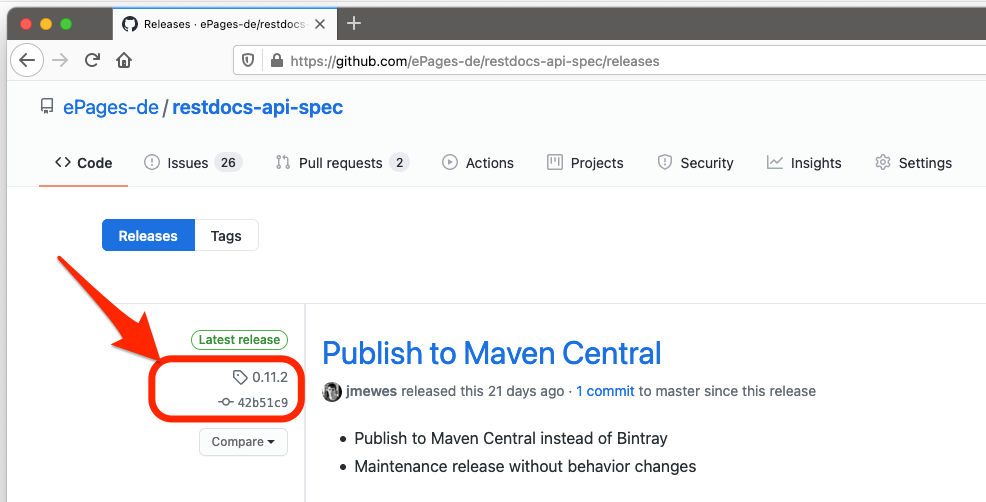 Releases · ePages-de/restdocs-
https://github.com/ePages-de/restdocs-api-spec/releases
ePages-de / restdocs-api-spec
Code Issues 26 Pull requests 2 Actions Projects Security Insights Settings
Releases Tags
Latest release
0.11.2
42b51c9
Compare
Publish to Maven Central
jmewes released this 21 days ago · 1 commit to master since this release
• Publish to Maven Central instead of Bintray
• Maintenance release without behavior changes